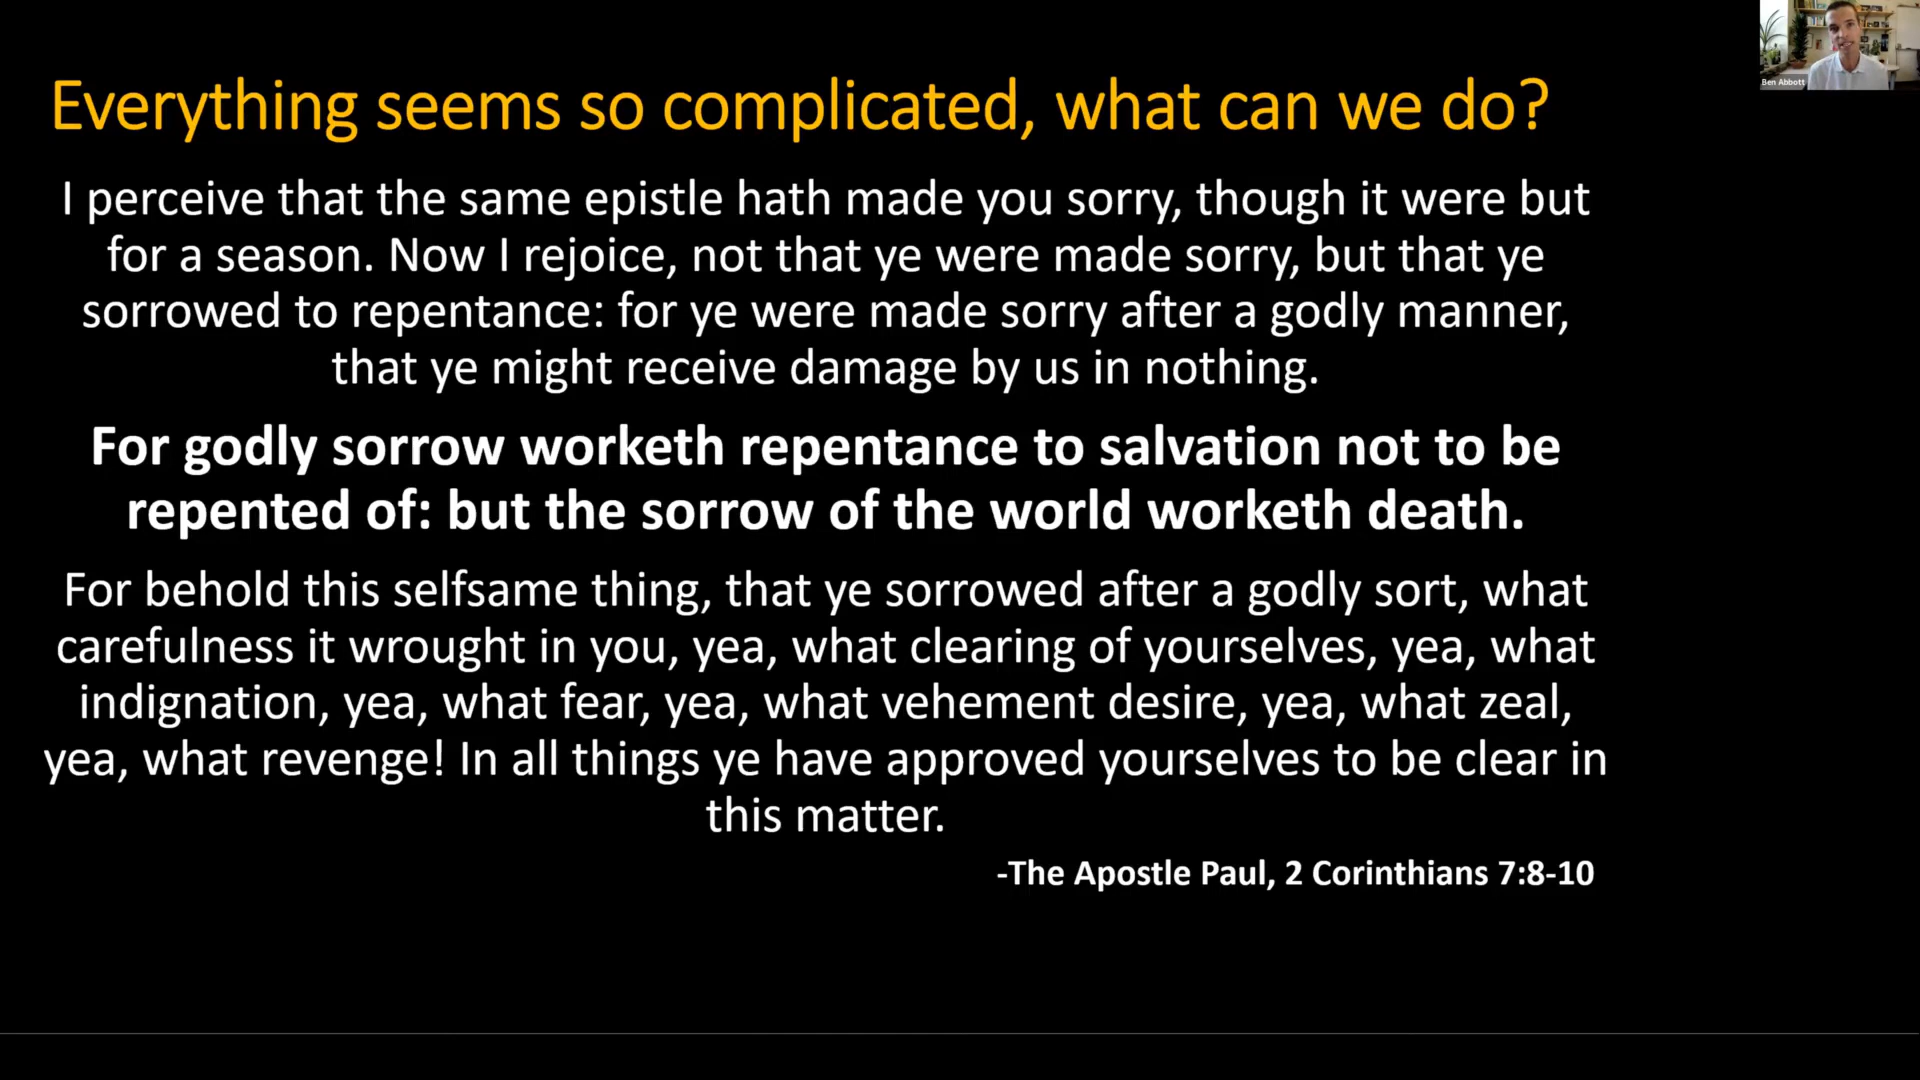 Everything seems so complicated, what can we do?
I perceive that the same epistle hath made you sorry, though it were but
for a season. Now I rejoice, not that ye were made sorry, but that ye
sorrowed to repentance: for ye were made sorry after a godly manner,
that ye might receive damage by us in nothing.
For godly sorrow worketh repentance to salvation not to be
repented of: but the sorrow of the world worketh death.
For behold this selfsame thing, that ye sorrowed after a godly sort, what
carefulness it wrought in you, yea, what clearing of yourselves, yea, what
indignation, yea, what fear, yea, what vehement desire, yea, what zeal,
yea, what revenge! In all things ye have approved yourselves to be clear in
this matter.
-The Apostle Paul, 2 Corinthians 7:8-10
Ben Abbott